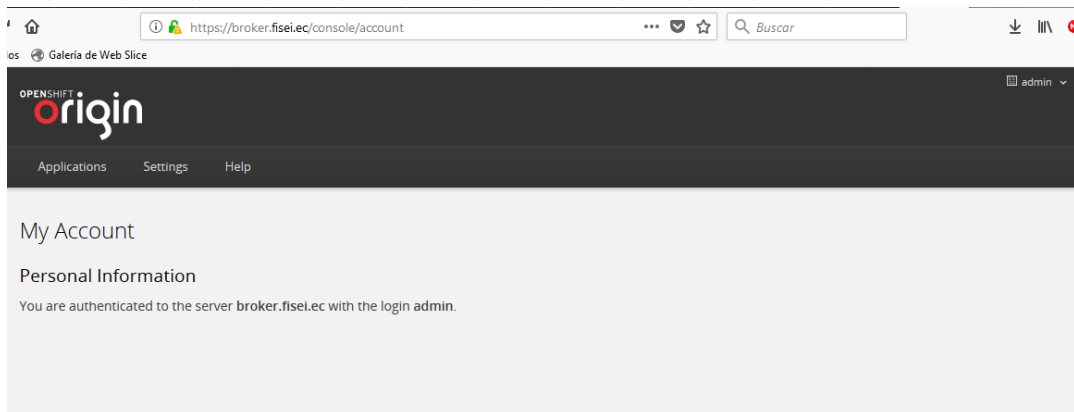 https://broker.fisei.ec/console/account
Buscar
os Galería de Web Slice
OPENSHIFT
origin
admin
Applications Settings Help
My Account
Personal Information
You are authenticated to the server broker.fisei.ec with the login admin.